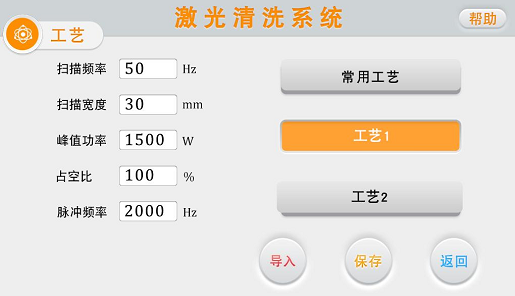 激光清洗系统
帮助
工艺
扫描频率 50 Hz
扫描宽度 30 mm
峰值功率 1500 W
占空比 100 %
脉冲频率 2000 Hz
常用工艺
工艺1
工艺2
导入
保存
返回